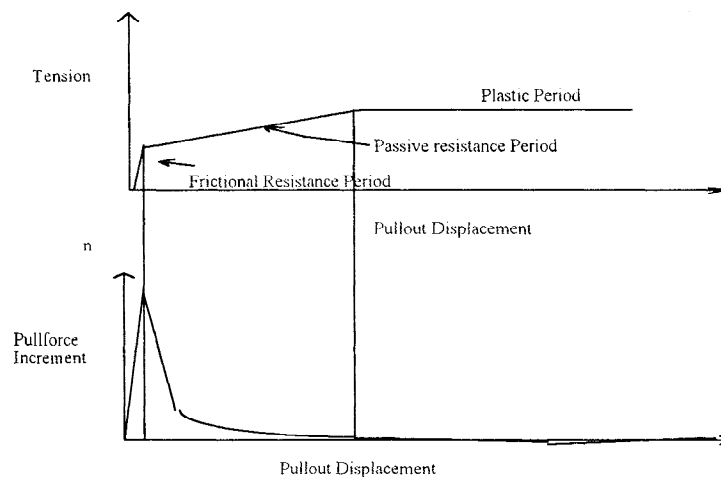 Tension
Plastic Period
Passive resistance Period
Frictional Resistance Period
Pullout Displacement
n
Pullforce
Increment
Pullout Displacement